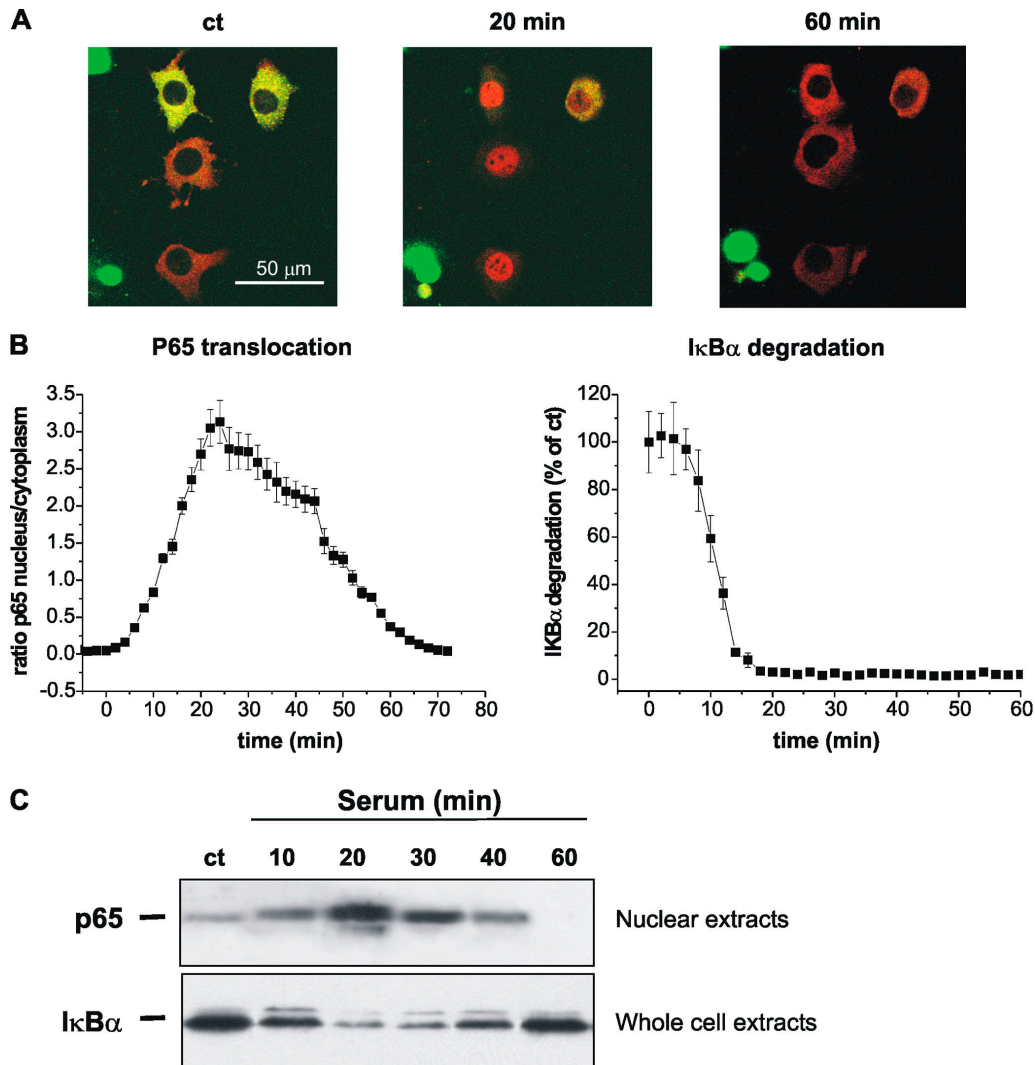 A
ct
20 min
60 min
50 µm
B
P65 translocation
IκBα degradation
ratio p65 nucleus/cytoplasm
3.5
3.0
2.5
2.0
1.5
1.0
0.5
0.0
-0.5
0 10 20 30 40 50 60 70 80
time (min)
IKBα degradation (% of ct)
120
100
80
60
40
20
0
0 10 20 30 40 50 60
time (min)
C
Serum (min)
ct 10 20 30 40 60
p65
Nuclear extracts
IκBα
Whole cell extracts